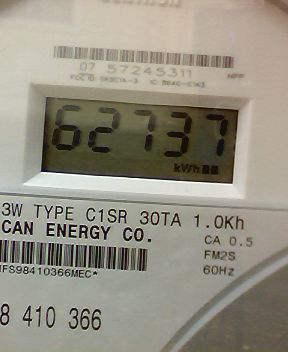 07 57245311 HPP
62737
kWh
3W TYPE C1SR 30TA 1.0Kh
CAN ENERGY CO.
CA 0.5
FM2S
60Hz
IFS98410366MEC*
8 410 366